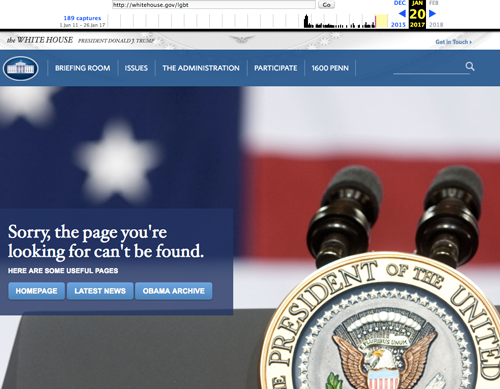 http://whitehouse.gov/lgbt Go
DEC JAN FEB
189 captures
20
1 Jun 11 - 26 Jan 17
2015 2017 2018
the WHITE HOUSE PRESIDENT DONALD J. TRUMP
Get in Touch
BRIEFING ROOM ISSUES THE ADMINISTRATION PARTICIPATE 1600 PENN
Sorry, the page you're
looking for can't be found.
HERE ARE SOME USEFUL PAGES
HOMEPAGE LATEST NEWS OBAMA ARCHIVE
PRESIDENT OF THE UNITED
E PLURIBUS UNUM